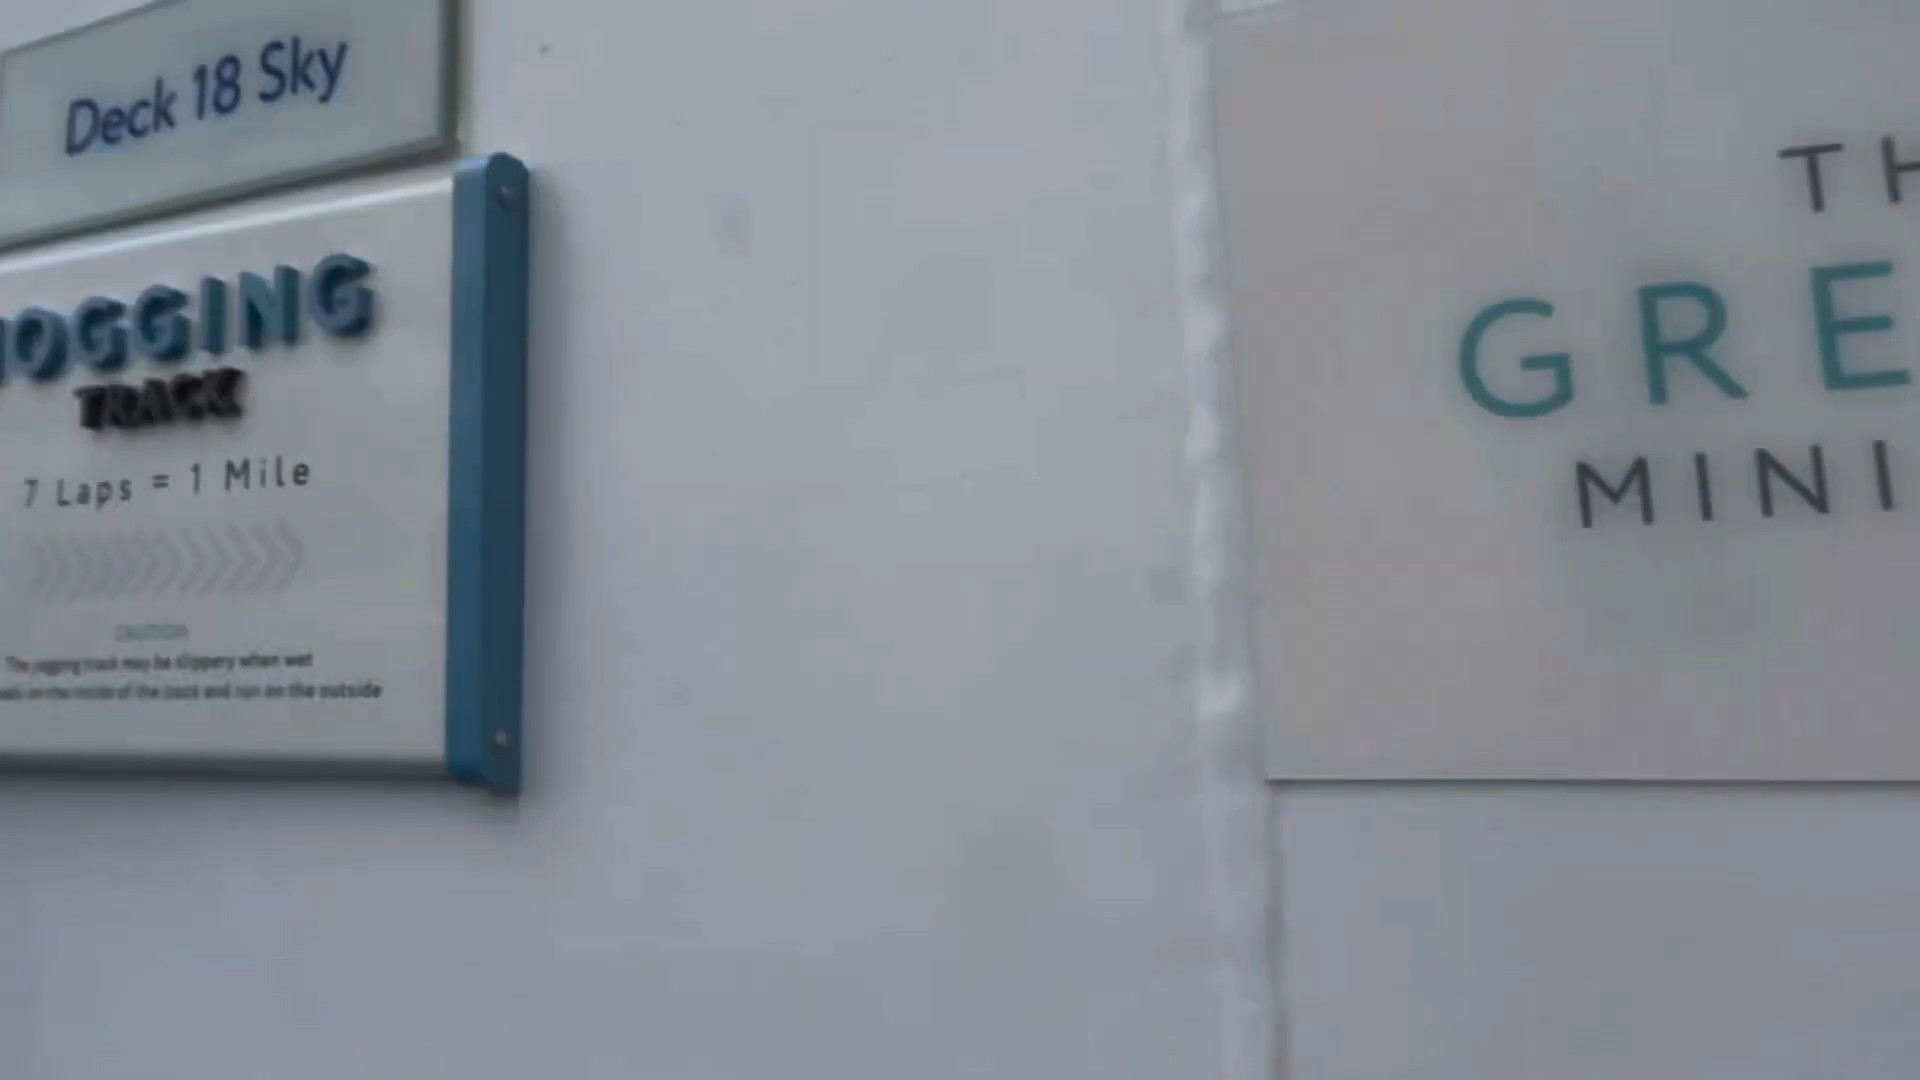 Deck 18 Sky
JOGGING
TRACK
7 Laps = 1 Mile
CAUTION
The jogging track may be slippery when wet
on the inside of the track and run on the outside
TH
GRE
MINI